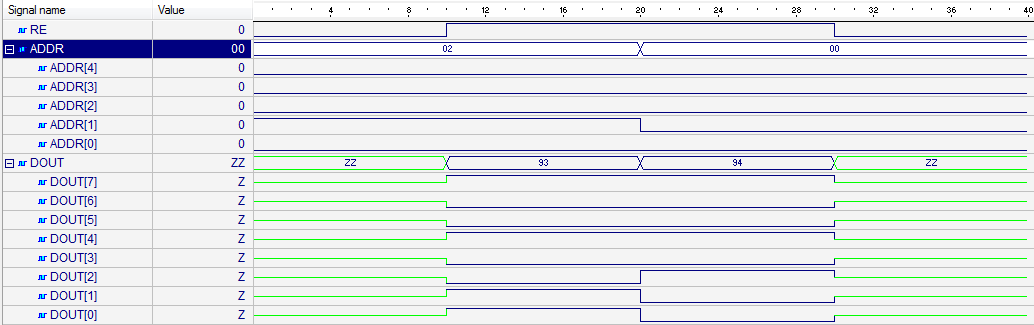 Signal name Value 4 8 12 16 20 24 28 32 36 40
RE 0
ADDR 00 02 00
ADDR[4] 0
ADDR[3] 0
ADDR[2] 0
ADDR[1] 0
ADDR[0] 0
DOUT ZZ ZZ 93 94 ZZ
DOUT[7] Z
DOUT[6] Z
DOUT[5] Z
DOUT[4] Z
DOUT[3] Z
DOUT[2] Z
DOUT[1] Z
DOUT[0] Z